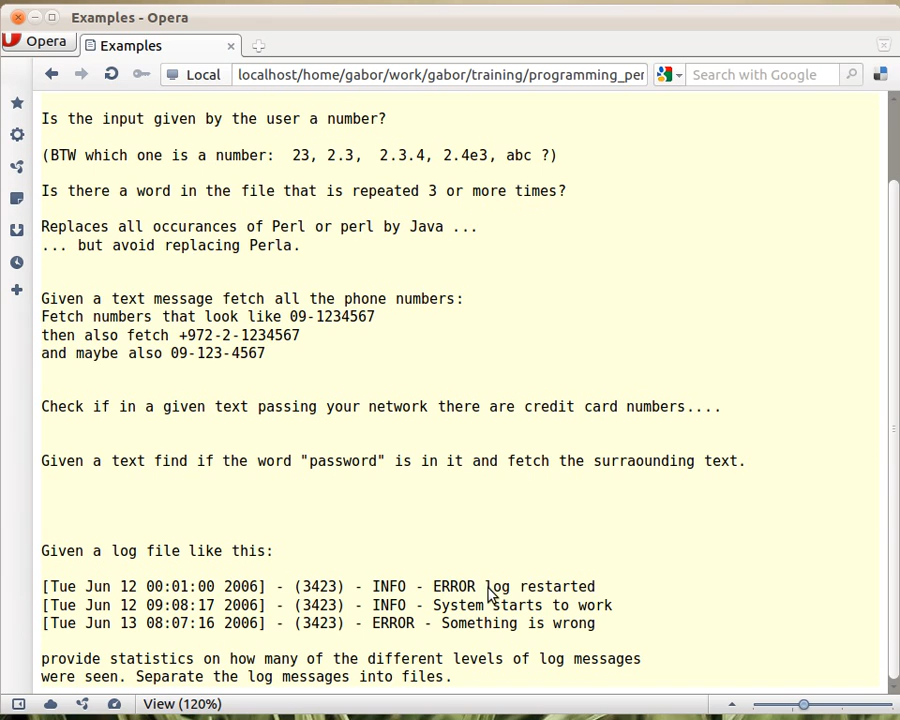 Examples - Opera
Opera
Examples
Local
localhost/home/gabor/work/gabor/training/programming_per
Search with Google
Is the input given by the user a number?
(BTW which one is a number:  23, 2.3,  2.3.4, 2.4e3, abc ?)
Is there a word in the file that is repeated 3 or more times?
Replaces all occurances of Perl or perl by Java ...
... but avoid replacing Perla.
Given a text message fetch all the phone numbers:
Fetch numbers that look like 09-1234567
then also fetch +972-2-1234567
and maybe also 09-123-4567
Check if in a given text passing your network there are credit card numbers....
Given a text find if the word "password" is in it and fetch the surraounding text.
Given a log file like this:
[Tue Jun 12 00:01:00 2006] - (3423) - INFO - ERROR log restarted
[Tue Jun 12 09:08:17 2006] - (3423) - INFO - System starts to work
[Tue Jun 13 08:07:16 2006] - (3423) - ERROR - Something is wrong
provide statistics on how many of the different levels of log messages
were seen. Separate the log messages into files.
View (120%)